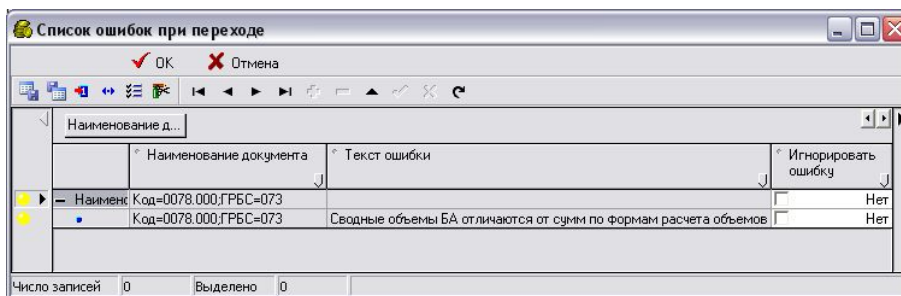 Список ошибок при переходе
OK Отмена
Наименование д...
Наименование документа Текст ошибки Игнорировать ошибку
Наименс Код=0078.000;ГРБС=073 Нет
Код=0078.000;ГРБС=073 Сводные объемы БА отличаются от сумм по формам расчета объемов Нет
Число записей 0 Выделено 0